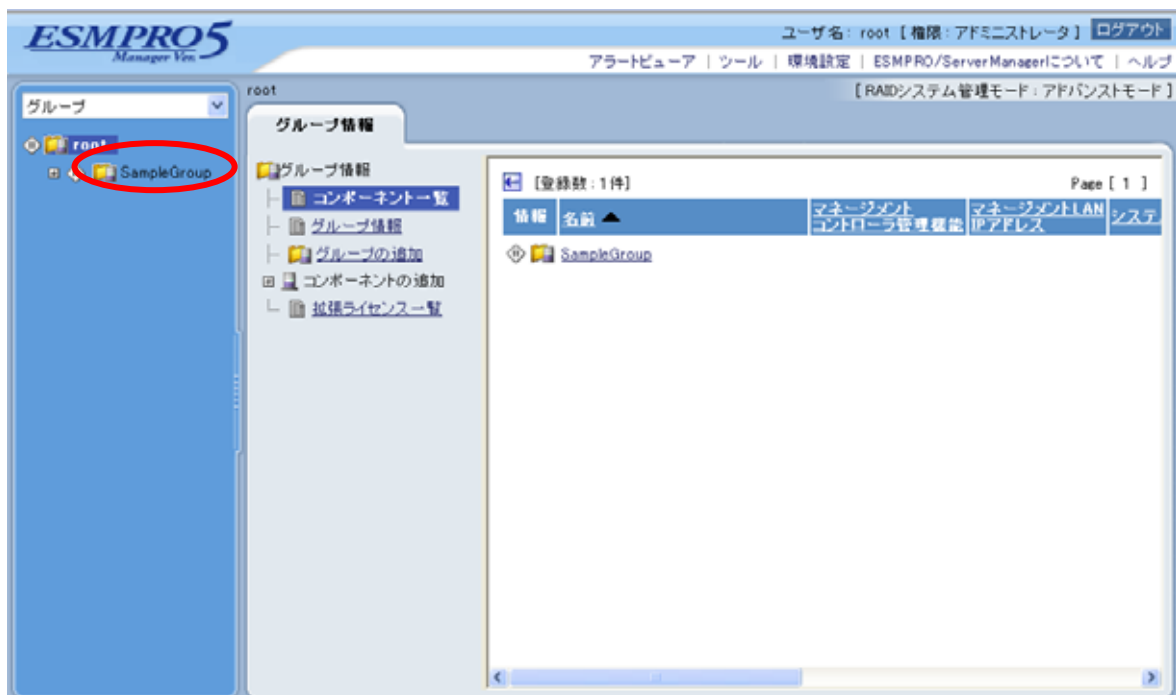 ESMPRO5
Manager Ver.
ユーザ名: root 【権限:アドミニストレータ】 ログアウト
アラートビューア | ツール | 環境設定 | ESMPRO/ServerManagerについて | ヘルプ
グループ
root
SampleGroup
root
[RAIDシステム管理モード:アドバンストモード]
グループ情報
グループ情報
コンポーネント一覧
グループ情報
グループの追加
コンポーネントの追加
拡張ライセンス一覧
[登録数:1件]
Page [ 1 ]
情報 名前 ▲ マネージメントコントローラ管理機能 マネージメントLAN IPアドレス システ
SampleGroup